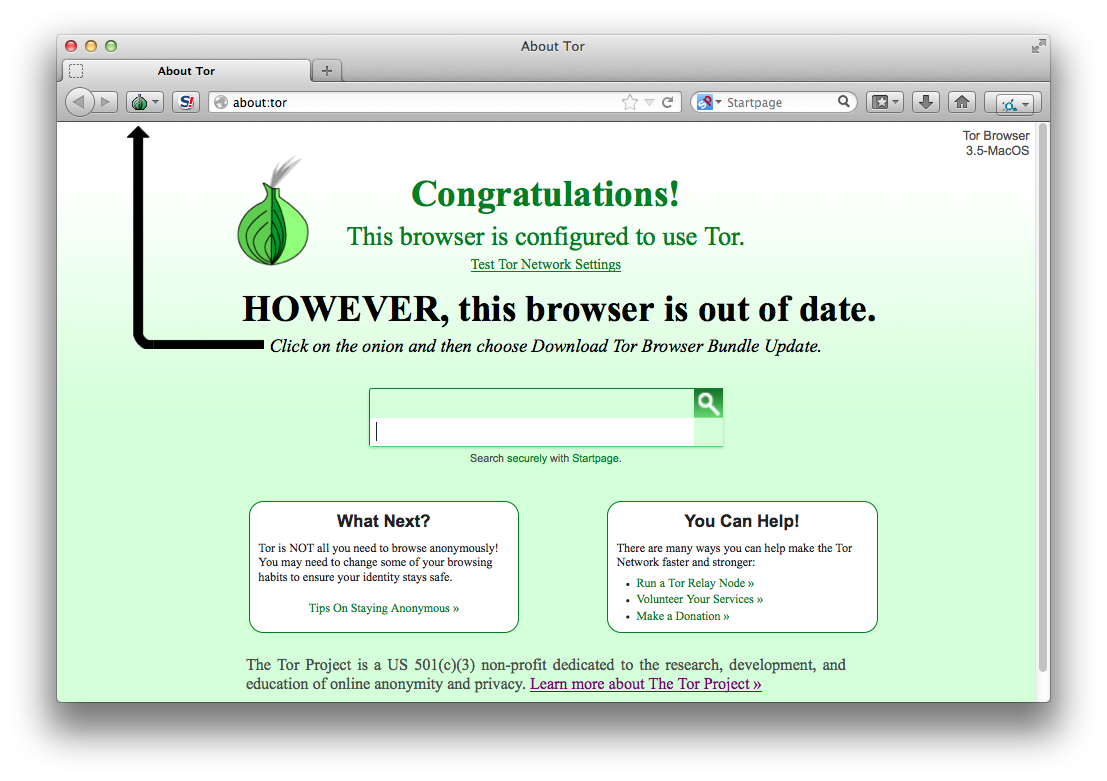 About Tor
About Tor
about:tor
Startpage
Tor Browser
3.5-MacOS
Congratulations!
This browser is configured to use Tor.
Test Tor Network Settings
HOWEVER, this browser is out of date.
Click on the onion and then choose Download Tor Browser Bundle Update.
Search securely with Startpage.
What Next?
Tor is NOT all you need to browse anonymously!
You may need to change some of your browsing
habits to ensure your identity stays safe.
Tips On Staying Anonymous »
You Can Help!
There are many ways you can help make the Tor
Network faster and stronger:
• Run a Tor Relay Node »
• Volunteer Your Services »
• Make a Donation »
The Tor Project is a US 501(c)(3) non-profit dedicated to the research, development, and
education of online anonymity and privacy. Learn more about The Tor Project »